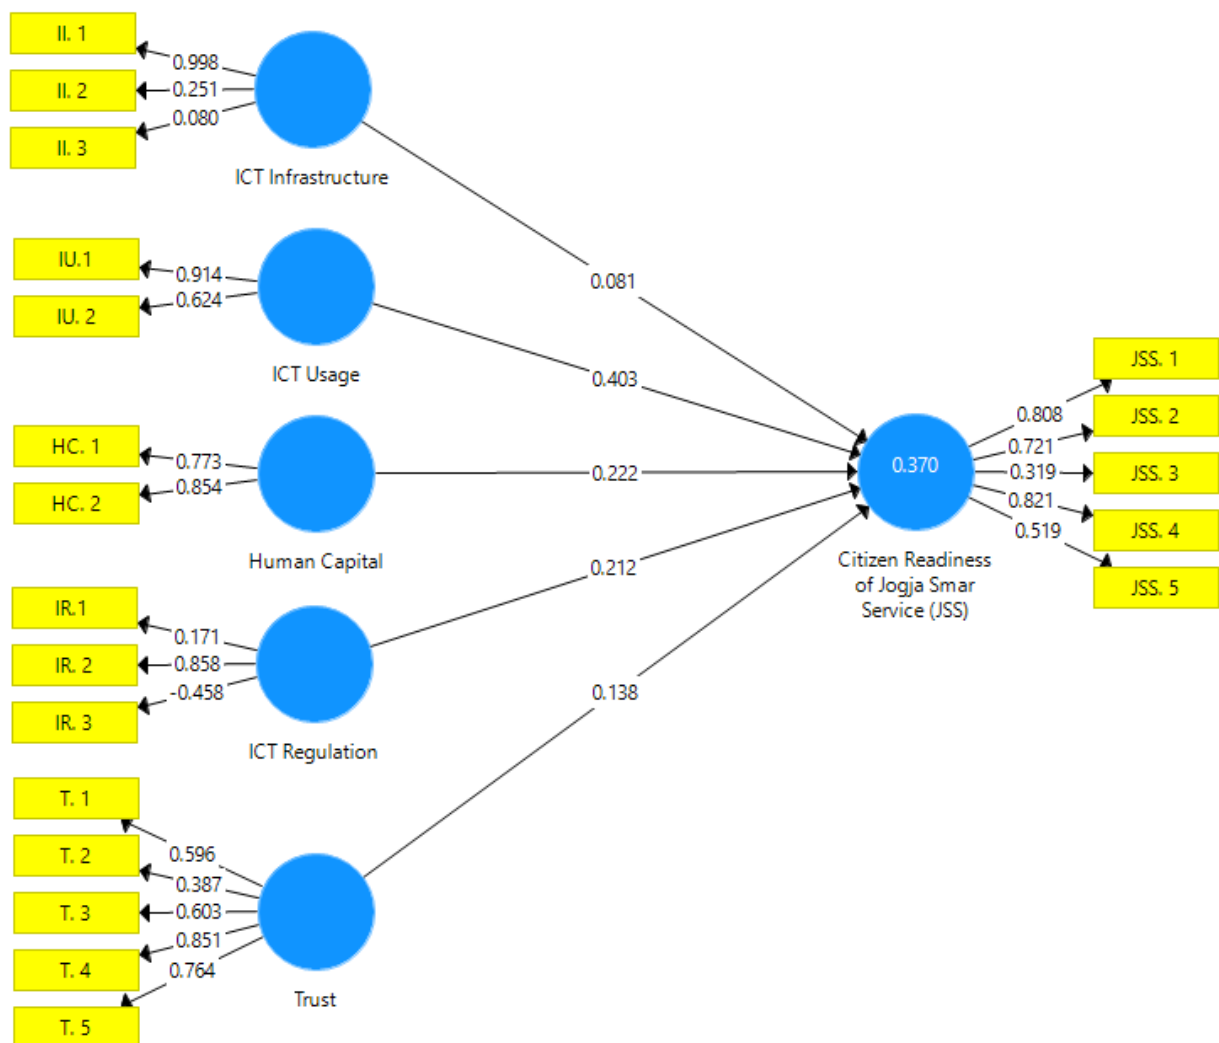 II. 1
0.998
II. 2
0.251
0.080
II. 3
ICT Infrastructure
0.081
IU.1
0.914
0.624
IU. 2
ICT Usage
0.403
HC. 1
0.773
0.854
HC. 2
Human Capital
0.222
IR.1
0.171
IR. 2
0.858
-0.458
IR. 3
ICT Regulation
0.212
T. 1
0.596
T. 2
0.387
T. 3
0.603
0.851
T. 4
0.764
T. 5
Trust
0.138
0.370
Citizen Readiness
of Jogja Smar
Service (JSS)
JSS. 1
0.808
JSS. 2
0.721
0.319
JSS. 3
0.821
JSS. 4
0.519
JSS. 5